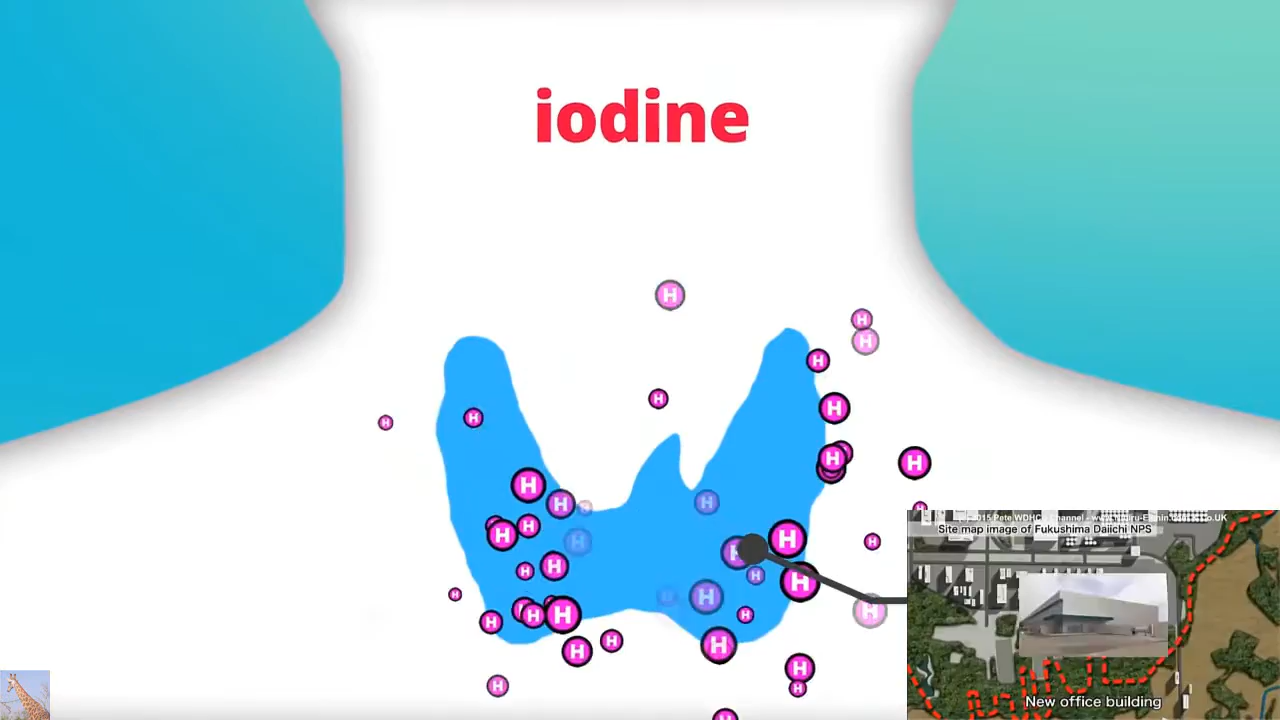 iodine
Site map image of Fukushima Daiichi NPS
New office building